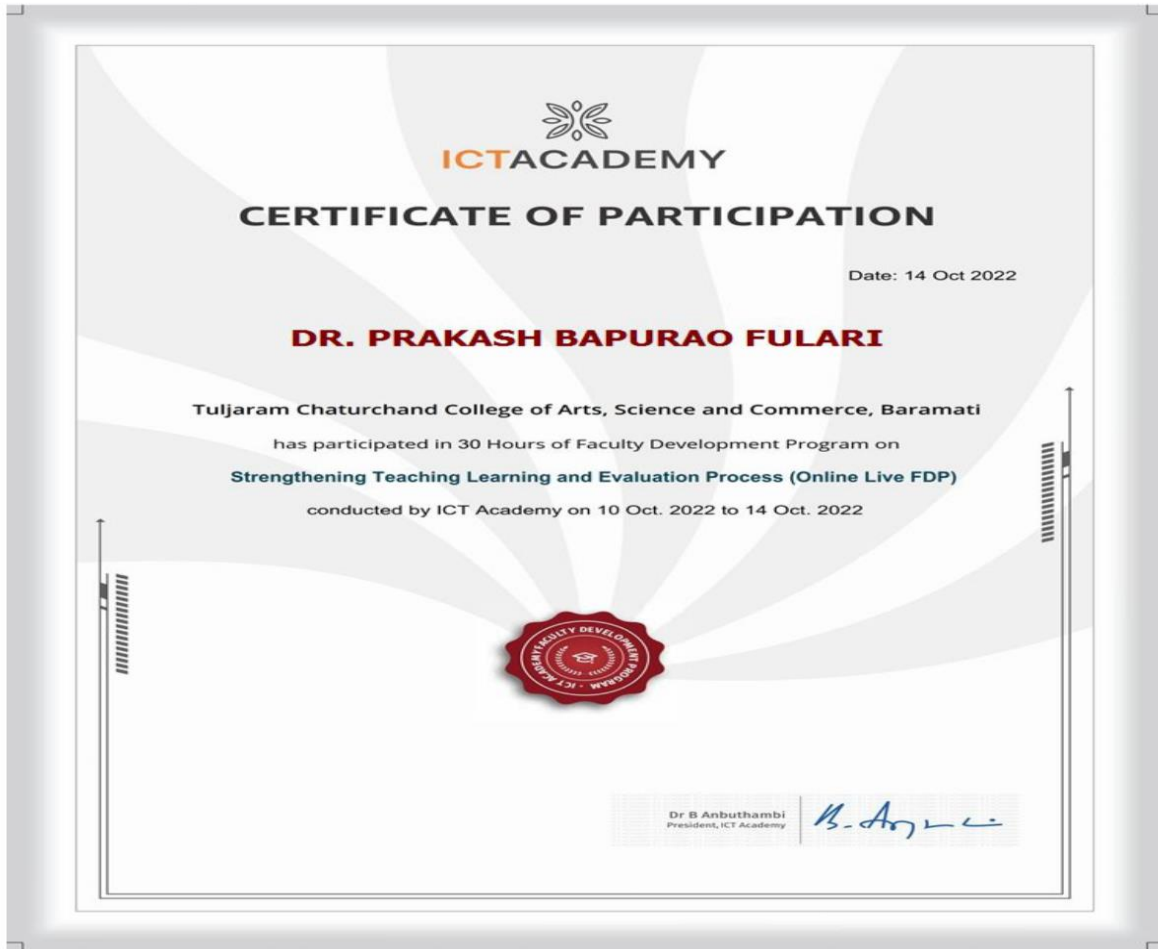 ICTACADEMY
CERTIFICATE OF PARTICIPATION
Date: 14 Oct 2022
DR. PRAKASH BAPURAO FULARI
Tuljaram Chaturchand College of Arts, Science and Commerce, Baramati
has participated in 30 Hours of Faculty Development Program on
Strengthening Teaching Learning and Evaluation Process (Online Live FDP)
conducted by ICT Academy on 10 Oct. 2022 to 14 Oct. 2022
FACULTY DEVELOPMENT PROGRAM - ICT ACADEMY
Dr B Anbuthambi
President, ICT Academy